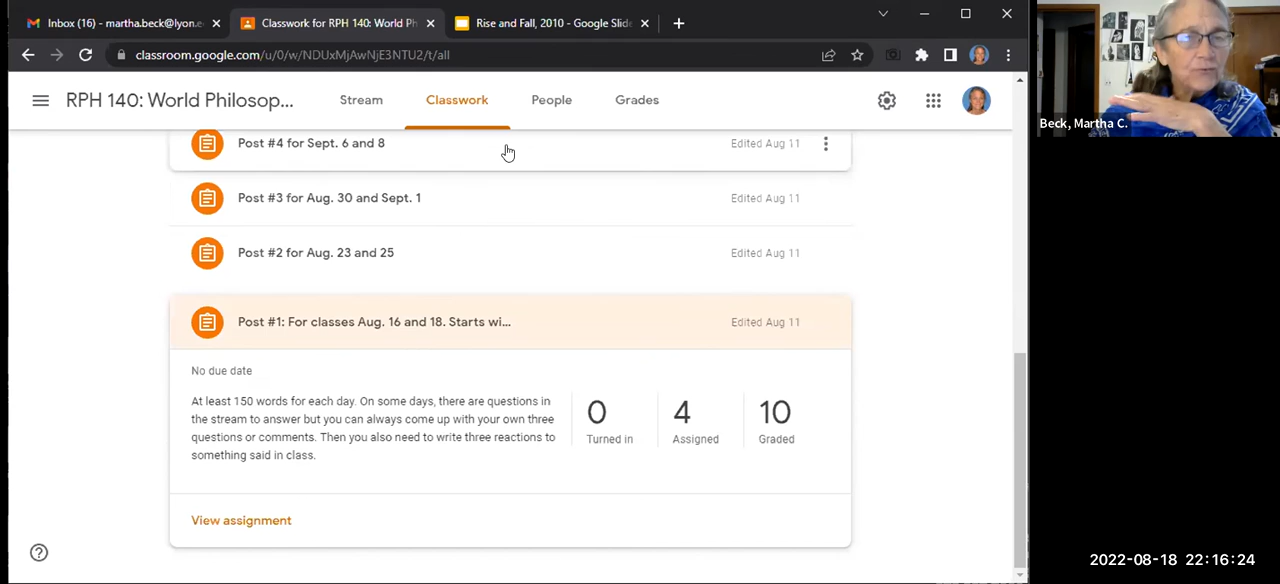 Inbox (16) - martha.beck@lyon.e
Classwork for RPH 140: World Ph
Rise and Fall, 2010 - Google Slide
classroom.google.com/u/0/w/NDUxMjAwNjE3NTU2/t/all
RPH 140: World Philosop...
Stream
Classwork
People
Grades
Beck, Martha C.
Post #4 for Sept. 6 and 8
Edited Aug 11
Post #3 for Aug. 30 and Sept. 1
Edited Aug 11
Post #2 for Aug. 23 and 25
Edited Aug 11
Post #1: For classes Aug. 16 and 18. Starts wi...
Edited Aug 11
No due date
At least 150 words for each day. On some days, there are questions in
the stream to answer but you can always come up with your own three
questions or comments. Then you also need to write three reactions to
something said in class.
0
Turned in
4
Assigned
10
Graded
View assignment
2022-08-18 22:16:24